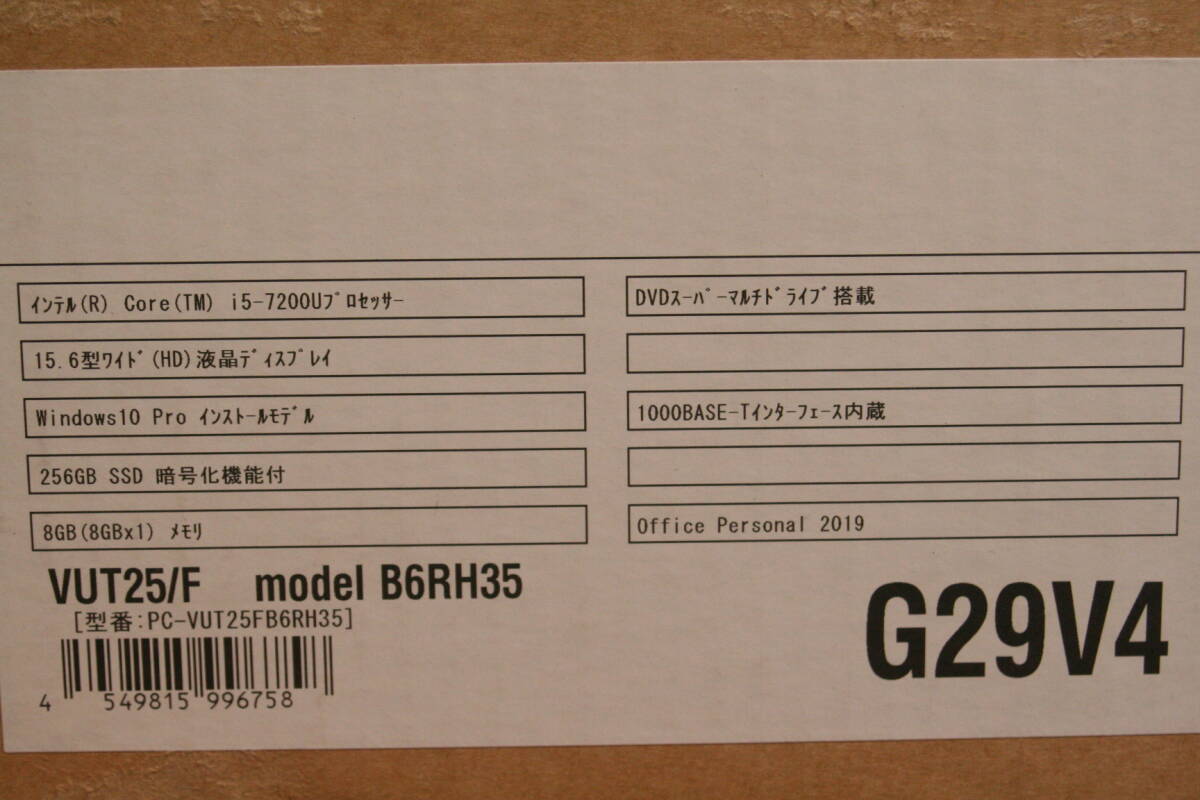 ｲﾝﾃﾙ(R) Core(TM) i5-7200Uﾌﾟﾛｾｯｻｰ
15.6型ﾜｲﾄﾞ(HD)液晶ﾃﾞｨｽﾌﾟﾚｲ
Windows10 Pro ｲﾝｽﾄｰﾙﾓﾃﾞﾙ
256GB SSD 暗号化機能付
8GB(8GBx1) ﾒﾓﾘ
DVDｽｰﾊﾟｰﾏﾙﾁﾄﾞﾗｲﾌﾞ搭載
1000BASE-Tｲﾝﾀｰﾌｪｰｽ内蔵
Office Personal 2019
VUT25/F model B6RH35
[型番:PC-VUT25FB6RH35]
4 549815 996758
G29V4